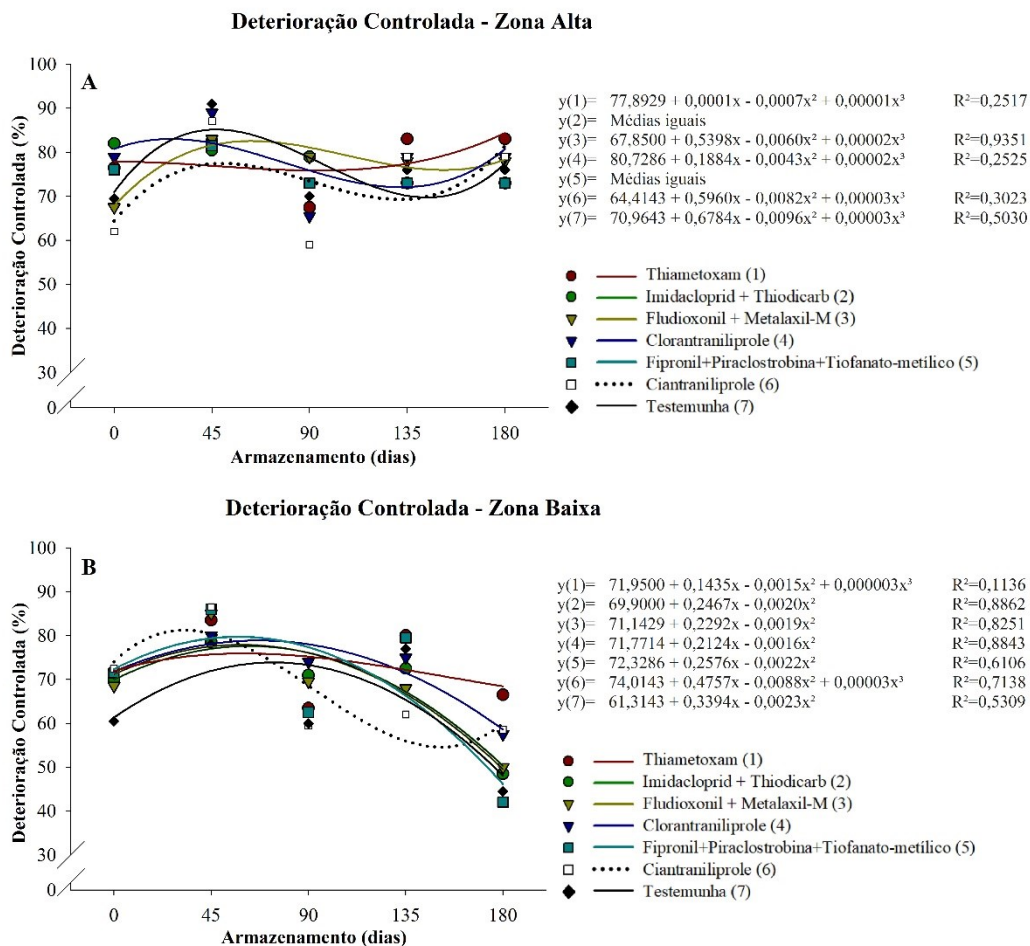 Deterioração Controlada - Zona Alta
A
Deterioração Controlada (%)
100
90
80
70
60
50
40
30
0
0 45 90 135 180
Armazenamento (dias)
y(1)= 77,8929 + 0,0001x - 0,0007x² + 0,00001x³ R²=0,2517
y(2)= Médias iguais
y(3)= 67,8500 + 0,5398x - 0,0060x² + 0,00002x³ R²=0,9351
y(4)= 80,7286 + 0,1884x - 0,0043x² + 0,00002x³ R²=0,2525
y(5)= Médias iguais
y(6)= 64,4143 + 0,5960x - 0,0082x² + 0,00003x³ R²=0,3023
y(7)= 70,9643 + 0,6784x - 0,0096x² + 0,00003x³ R²=0,5030
Thiametoxam (1)
Imidacloprid + Thiodicarb (2)
Fludioxonil + Metalaxil-M (3)
Clorantraniliprole (4)
Fipronil+Piraclostrobina+Tiofanato-metílico (5)
Ciantraniliprole (6)
Testemunha (7)
Deterioração Controlada - Zona Baixa
B
Deterioração Controlada (%)
100
90
80
70
60
50
40
30
0
0 45 90 135 180
Armazenamento (dias)
y(1)= 71,9500 + 0,1435x - 0,0015x² + 0,000003x³ R²=0,1136
y(2)= 69,9000 + 0,2467x - 0,0020x² R²=0,8862
y(3)= 71,1429 + 0,2292x - 0,0019x² R²=0,8251
y(4)= 71,7714 + 0,2124x - 0,0016x² R²=0,8843
y(5)= 72,3286 + 0,2576x - 0,0022x² R²=0,6106
y(6)= 74,0143 + 0,4757x - 0,0088x² + 0,00003x³ R²=0,7138
y(7)= 61,3143 + 0,3394x - 0,0023x² R²=0,5309
Thiametoxam (1)
Imidacloprid + Thiodicarb (2)
Fludioxonil + Metalaxil-M (3)
Clorantraniliprole (4)
Fipronil+Piraclostrobina+Tiofanato-metílico (5)
Ciantraniliprole (6)
Testemunha (7)